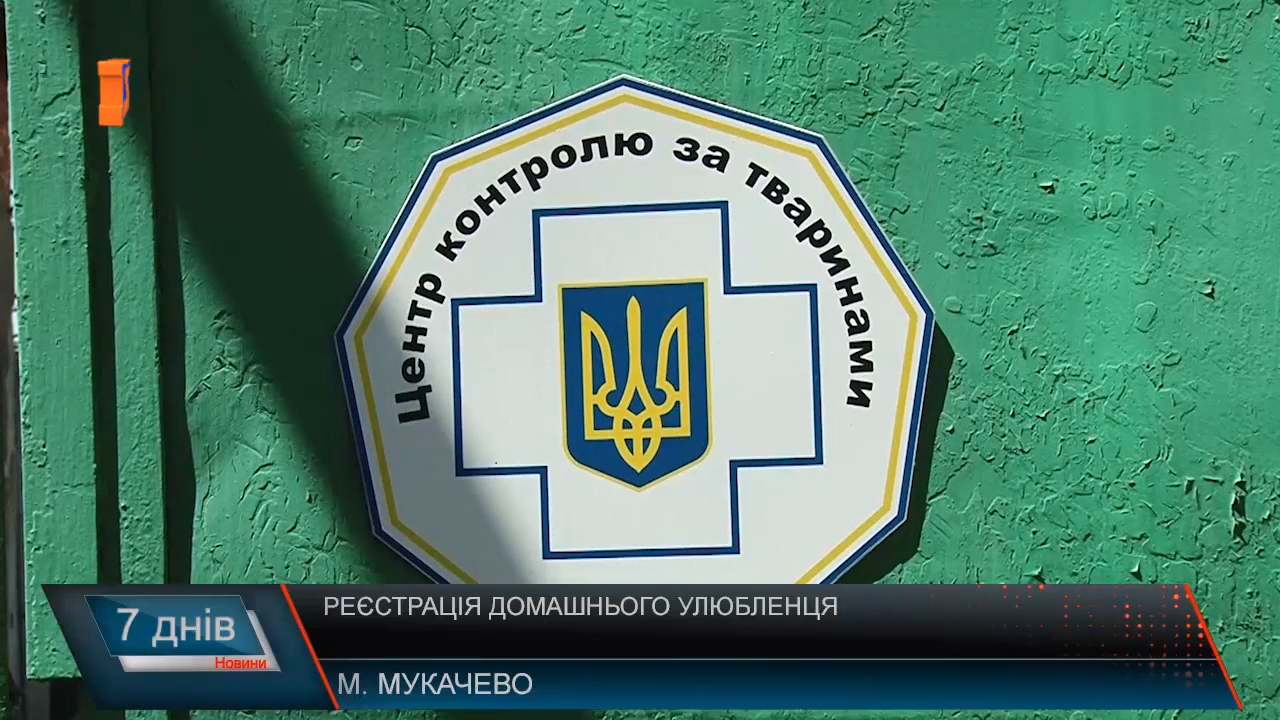 Центр контролю за тваринами
7 днів
Новини
РЕЄСТРАЦІЯ ДОМАШНЬОГО УЛЮБЛЕНЦЯ
М. МУКАЧЕВО